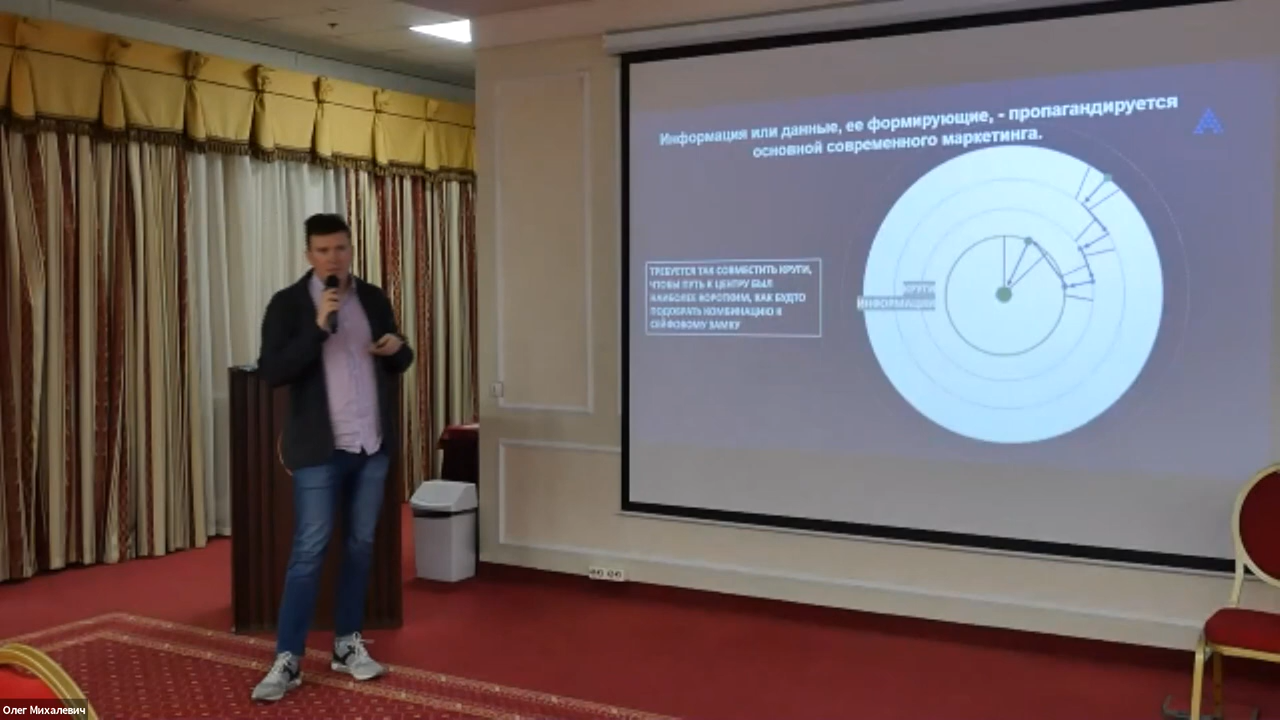 Информация или данные, ее формирующие, - пропагандируется
основной современного маркетинга.
ТРЕБУЕТСЯ ТАК СОВМЕСТИТЬ КРУГИ,
ЧТОБЫ ПУТЬ К ЦЕНТРУ БЫЛ
НАИБОЛЕЕ КОРОТКИМ, КАК БУДТО
ПОДОБРАТЬ КОМБИНАЦИЮ К
СЕЙФОВОМУ ЗАМКУ
КРУГИ
ИНФОРМАЦИИ
Олег Михалевич